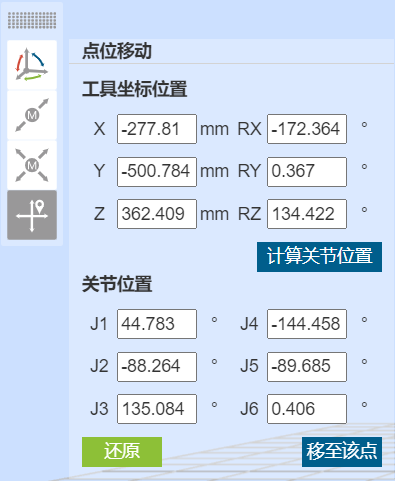 点位移动
工具坐标位置
X -277.81 mm RX -172.364 °
M
Y -500.784 mm RY 0.367 °
M
Z 362.409 mm RZ 134.422 °
计算关节位置
关节位置
J1 44.783 ° J4 -144.458 °
J2 -88.264 ° J5 -89.685 °
J3 135.084 ° J6 0.406 °
还原 移至该点